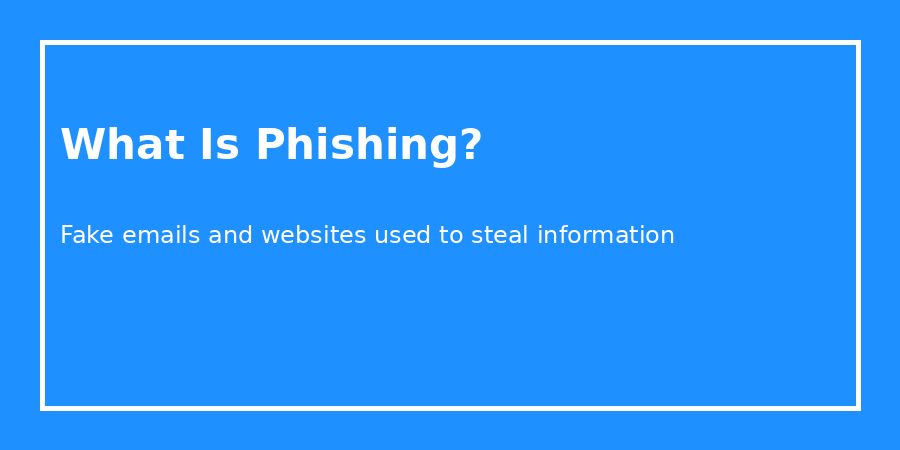 What Is Phishing?
Fake emails and websites used to steal information